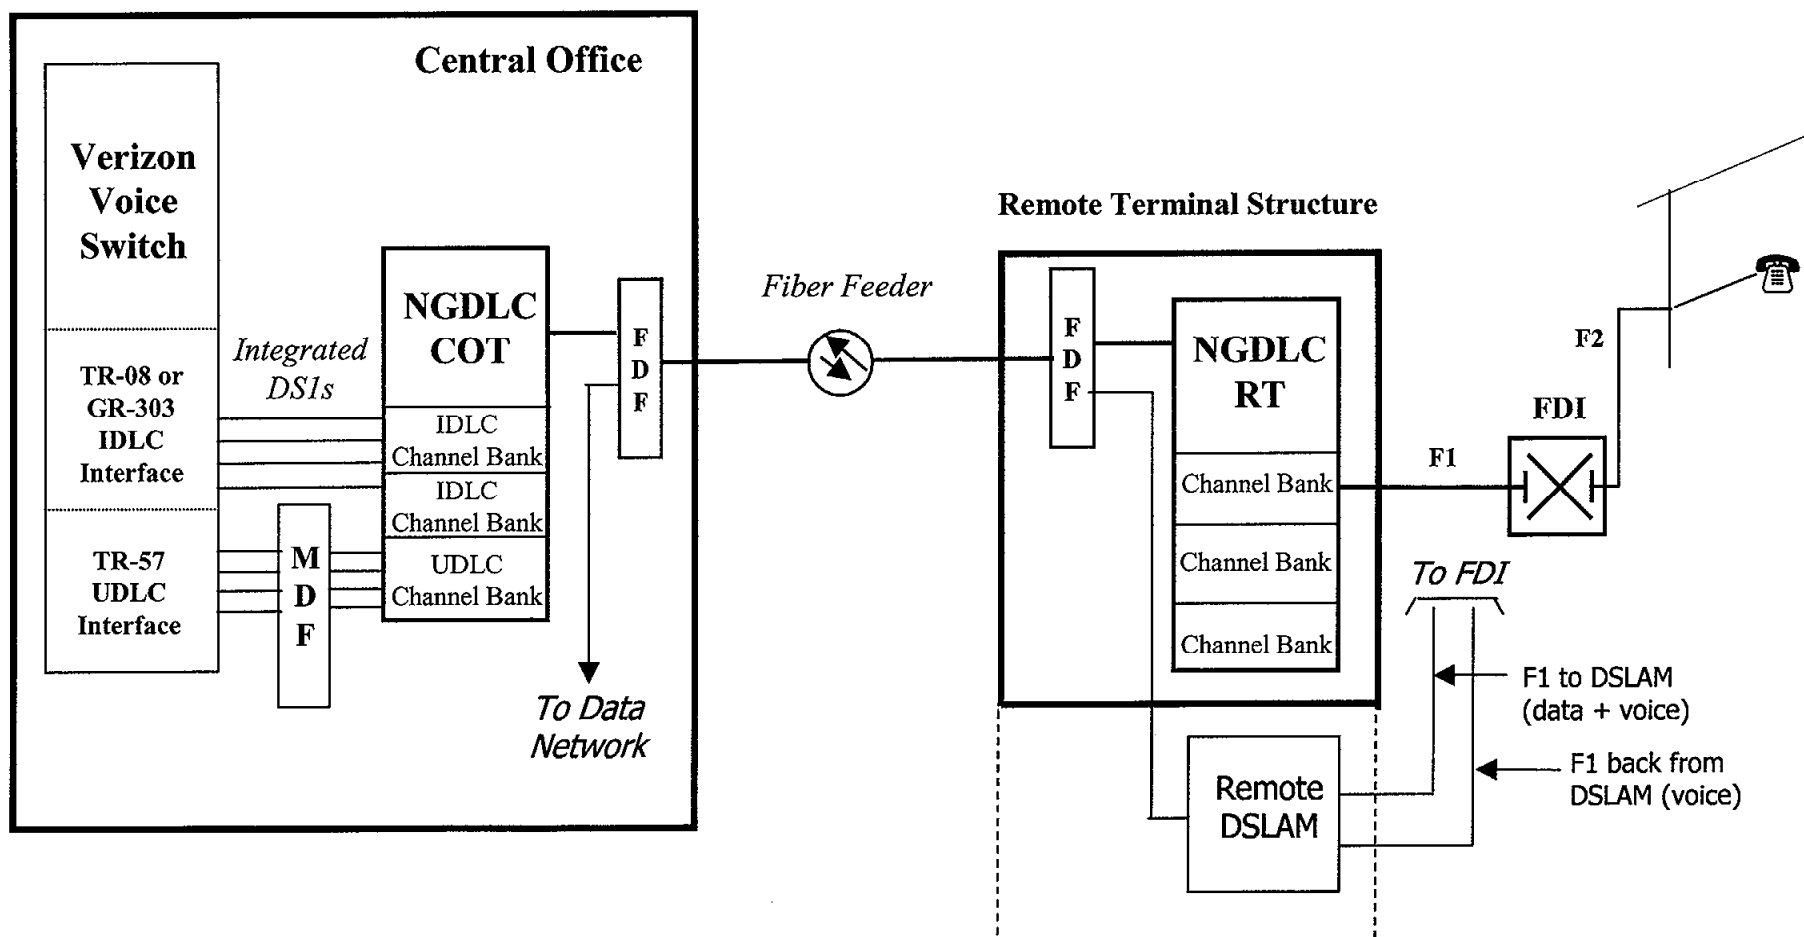 Central Office
Verizon
Voice
Switch
TR-08 or
GR-303
IDLC
Interface
TR-57
UDLC
Interface
Integrated
DS1s
M
D
F
NGDLC
COT
IDLC
Channel Bank
IDLC
Channel Bank
UDLC
Channel Bank
F
D
F
To Data
Network
Fiber Feeder
Remote Terminal Structure
F
D
F
NGDLC
RT
Channel Bank
Channel Bank
Channel Bank
Remote
DSLAM
F1
FDI
F2
To FDI
F1 to DSLAM
(data + voice)
F1 back from
DSLAM (voice)